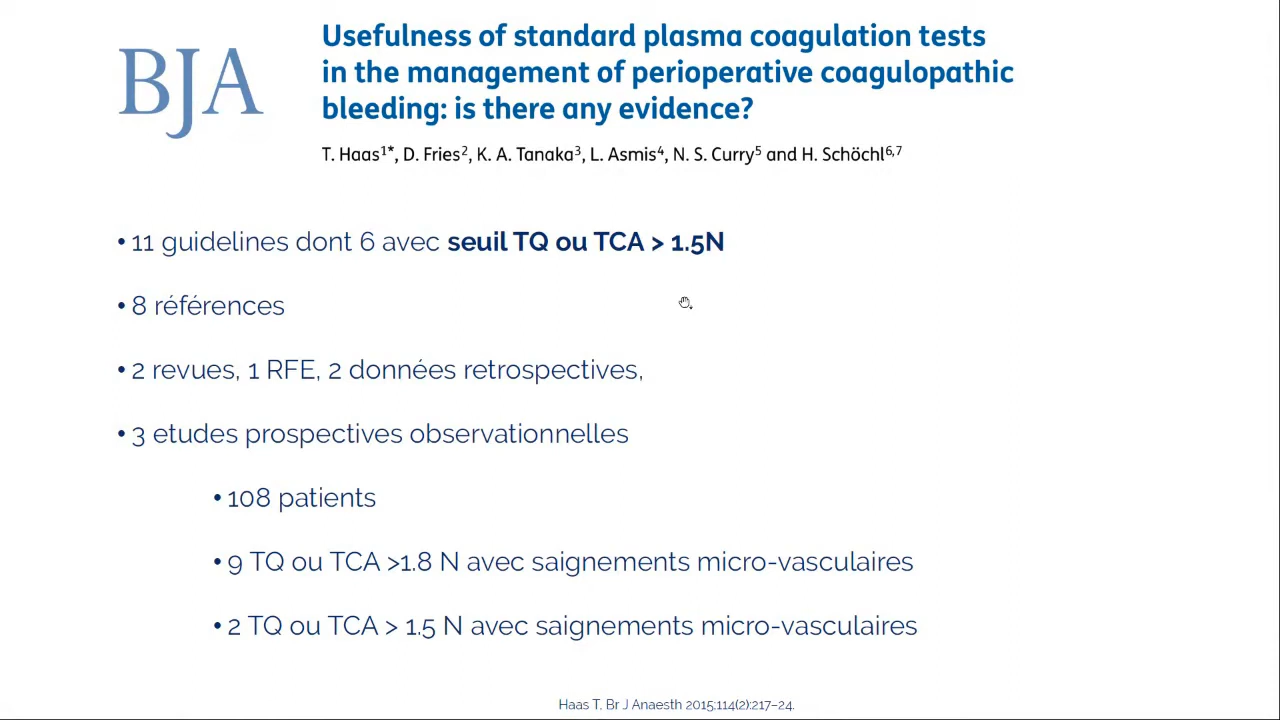 BJA
Usefulness of standard plasma coagulation tests
in the management of perioperative coagulopathic
bleeding: is there any evidence?
T. Haas1*, D. Fries2, K. A. Tanaka3, L. Asmis4, N. S. Curry5 and H. Schöchl6,7
• 11 guidelines dont 6 avec seuil TQ ou TCA > 1.5N
• 8 références
• 2 revues, 1 RFE, 2 données retrospectives,
• 3 etudes prospectives observationnelles
• 108 patients
• 9 TQ ou TCA >1.8 N avec saignements micro-vasculaires
• 2 TQ ou TCA > 1.5 N avec saignements micro-vasculaires
Haas T, Br J Anaesth 2015;114(2):217–24.